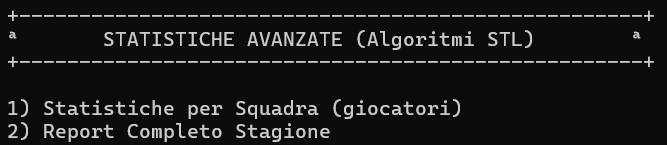 +----------------------------------------------------+
ª       STATISTICHE AVANZATE (Algoritmi STL)        ª
+----------------------------------------------------+
1) Statistiche per Squadra (giocatori)
2) Report Completo Stagione